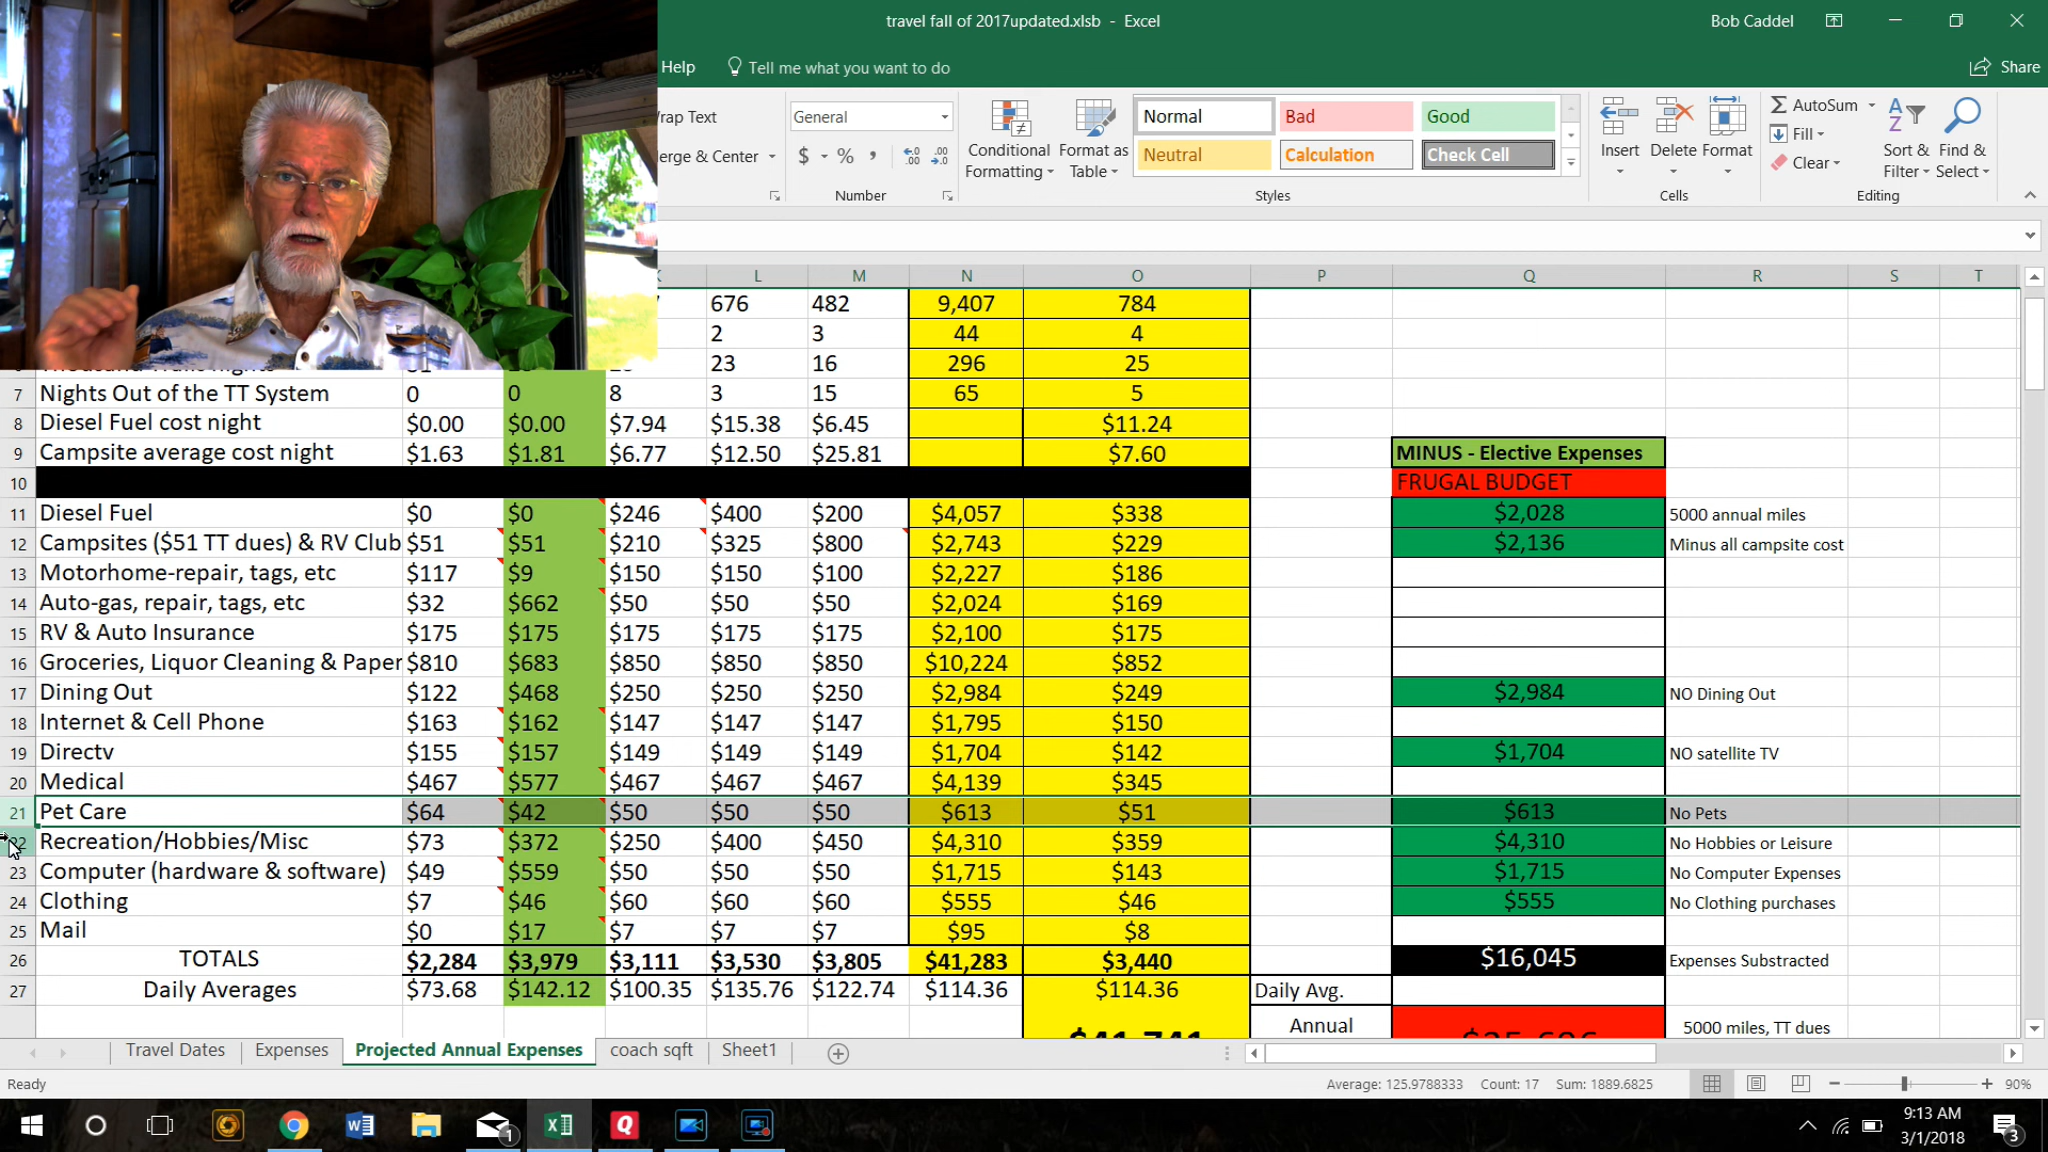 travel fall of 2017updated.xlsb - Excel
Bob Caddel
Help Tell me what you want to do
Share
rap Text
General
Conditional Formatting
Format as Table
Normal Bad Good
Neutral Calculation Check Cell
Insert Delete Format
AutoSum
Fill
Clear
Sort & Filter
Find & Select
erge & Center
$ % ,
Number Styles Cells Editing
L M N O P Q R S T
676 482 9,407 784
2 3 44 4
23 16 296 25
7 Nights Out of the TT System 0 0 8 3 15 65 5
8 Diesel Fuel cost night $0.00 $0.00 $7.94 $15.38 $6.45 $11.24
9 Campsite average cost night $1.63 $1.81 $6.77 $12.50 $25.81 $7.60 MINUS - Elective Expenses
10 FRUGAL BUDGET
11 Diesel Fuel $0 $0 $246 $400 $200 $4,057 $338 $2,028 5000 annual miles
12 Campsites ($51 TT dues) & RV Club $51 $51 $210 $325 $800 $2,743 $229 $2,136 Minus all campsite cost
13 Motorhome-repair, tags, etc $117 $9 $150 $150 $100 $2,227 $186
14 Auto-gas, repair, tags, etc $32 $662 $50 $50 $50 $2,024 $169
15 RV & Auto Insurance $175 $175 $175 $175 $175 $2,100 $175
16 Groceries, Liquor Cleaning & Paper $810 $683 $850 $850 $850 $10,224 $852
17 Dining Out $122 $468 $250 $250 $250 $2,984 $249 $2,984 NO Dining Out
18 Internet & Cell Phone $163 $162 $147 $147 $147 $1,795 $150
19 Directv $155 $157 $149 $149 $149 $1,704 $142 $1,704 NO satellite TV
20 Medical $467 $577 $467 $467 $467 $4,139 $345
21 Pet Care $64 $42 $50 $50 $50 $613 $51 $613 No Pets
22 Recreation/Hobbies/Misc $73 $372 $250 $400 $450 $4,310 $359 $4,310 No Hobbies or Leisure
23 Computer (hardware & software) $49 $559 $50 $50 $50 $1,715 $143 $1,715 No Computer Expenses
24 Clothing $7 $46 $60 $60 $60 $555 $46 $555 No Clothing purchases
25 Mail $0 $17 $7 $7 $7 $95 $8
26 TOTALS $2,284 $3,979 $3,111 $3,530 $3,805 $41,283 $3,440 $16,045 Expenses Substracted
27 Daily Averages $73.68 $142.12 $100.35 $135.76 $122.74 $114.36 $114.36 Daily Avg.
Annual 5000 miles, TT dues
Travel Dates Expenses Projected Annual Expenses coach sqft Sheet1
Ready Average: 125.9788333 Count: 17 Sum: 1889.6825 90%
1
9:13 AM
3/1/2018
3